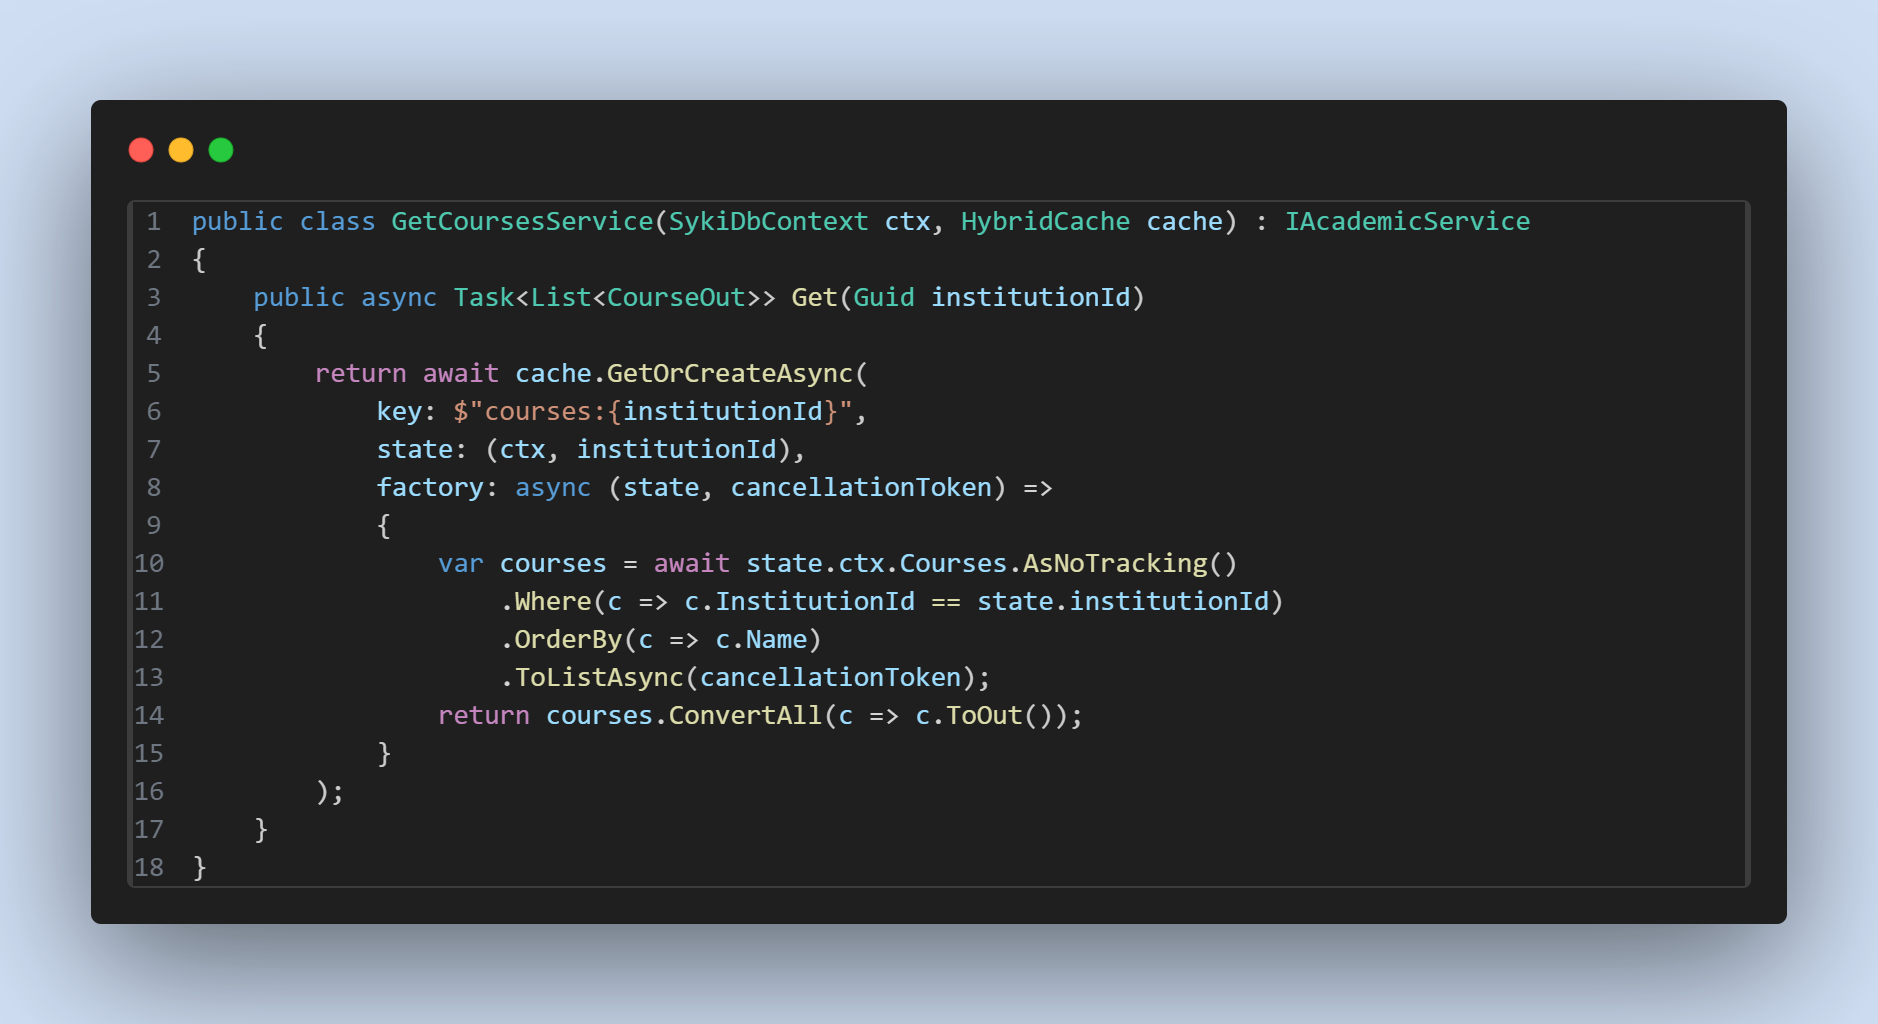 1 public class GetCoursesService(SykiDbContext ctx, HybridCache cache) : IAcademicService
2 {
3     public async Task<List<CourseOut>> Get(Guid institutionId)
4     {
5         return await cache.GetOrCreateAsync(
6             key: $"courses:{institutionId}",
7             state: (ctx, institutionId),
8             factory: async (state, cancellationToken) =>
9             {
10                 var courses = await state.ctx.Courses.AsNoTracking()
11                     .Where(c => c.InstitutionId == state.institutionId)
12                     .OrderBy(c => c.Name)
13                     .ToListAsync(cancellationToken);
14                 return courses.ConvertAll(c => c.ToOut());
15             }
16         );
17     }
18 }